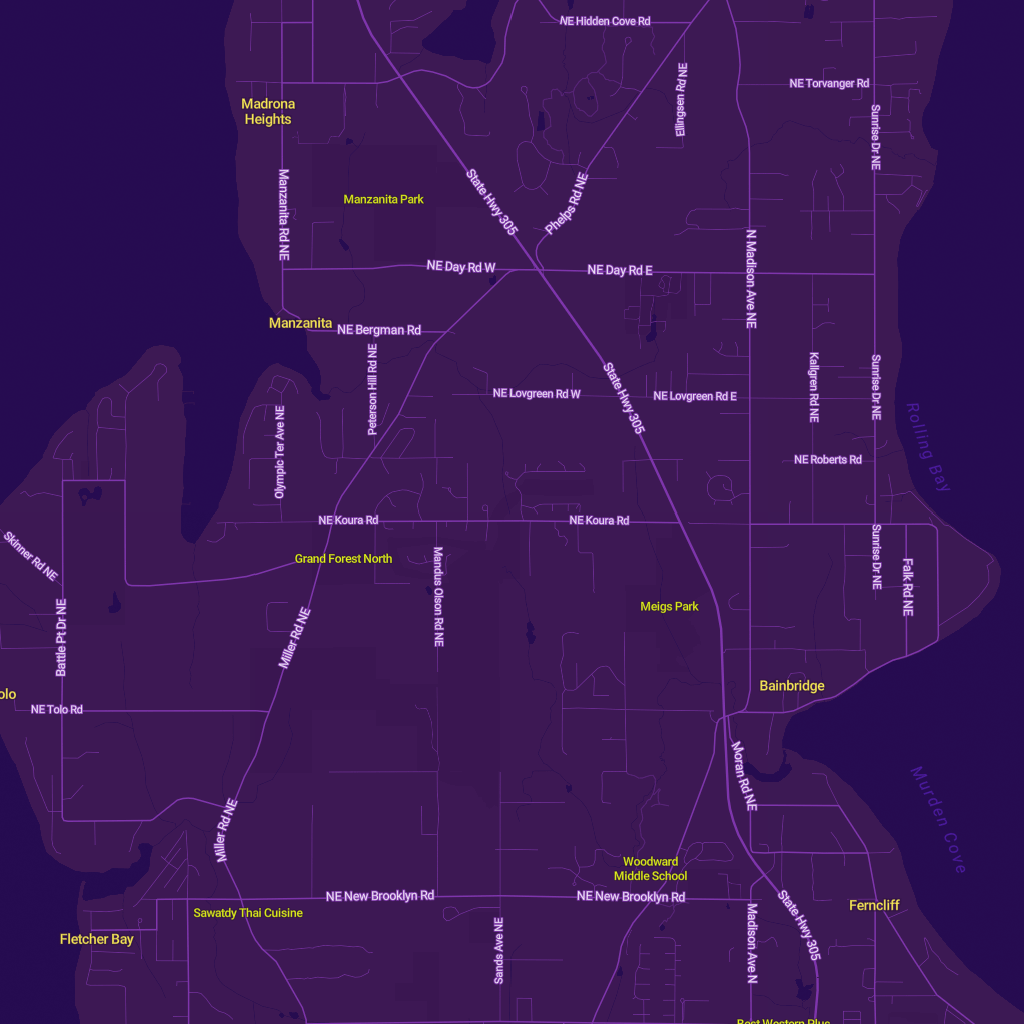 NE Hidden Cove Rd
NE Torvanger Rd
Ellingsen Rd NE
Madrona
Heights
Sunrise Dr NE
Manzanita Rd NE
Manzanita Park
State Hwy 305
Phelps Rd NE
N Madison Ave NE
NE Day Rd W
NE Day Rd E
Manzanita
NE Bergman Rd
Peterson Hill Rd NE
State Hwy 305
Kallgren Rd NE
Sunrise Dr NE
NE Lovgreen Rd W
NE Lovgreen Rd E
Olympic Ter Ave NE
Rolling Bay
NE Roberts Rd
NE Koura Rd
NE Koura Rd
Skinner Rd NE
Grand Forest North
Mandus Olson Rd NE
Sunrise Dr NE
Falk Rd NE
Battle Pt Dr NE
Meigs Park
Miller Rd NE
Bainbridge
olo
NE Tolo Rd
Moran Rd NE
Murden Cove
Miller Rd NE
Woodward
Middle School
NE New Brooklyn Rd
NE New Brooklyn Rd
Ferncliff
Sawatdy Thai Cuisine
State Hwy 305
Fletcher Bay
Sands Ave NE
Madison Ave N
Best Western Plus